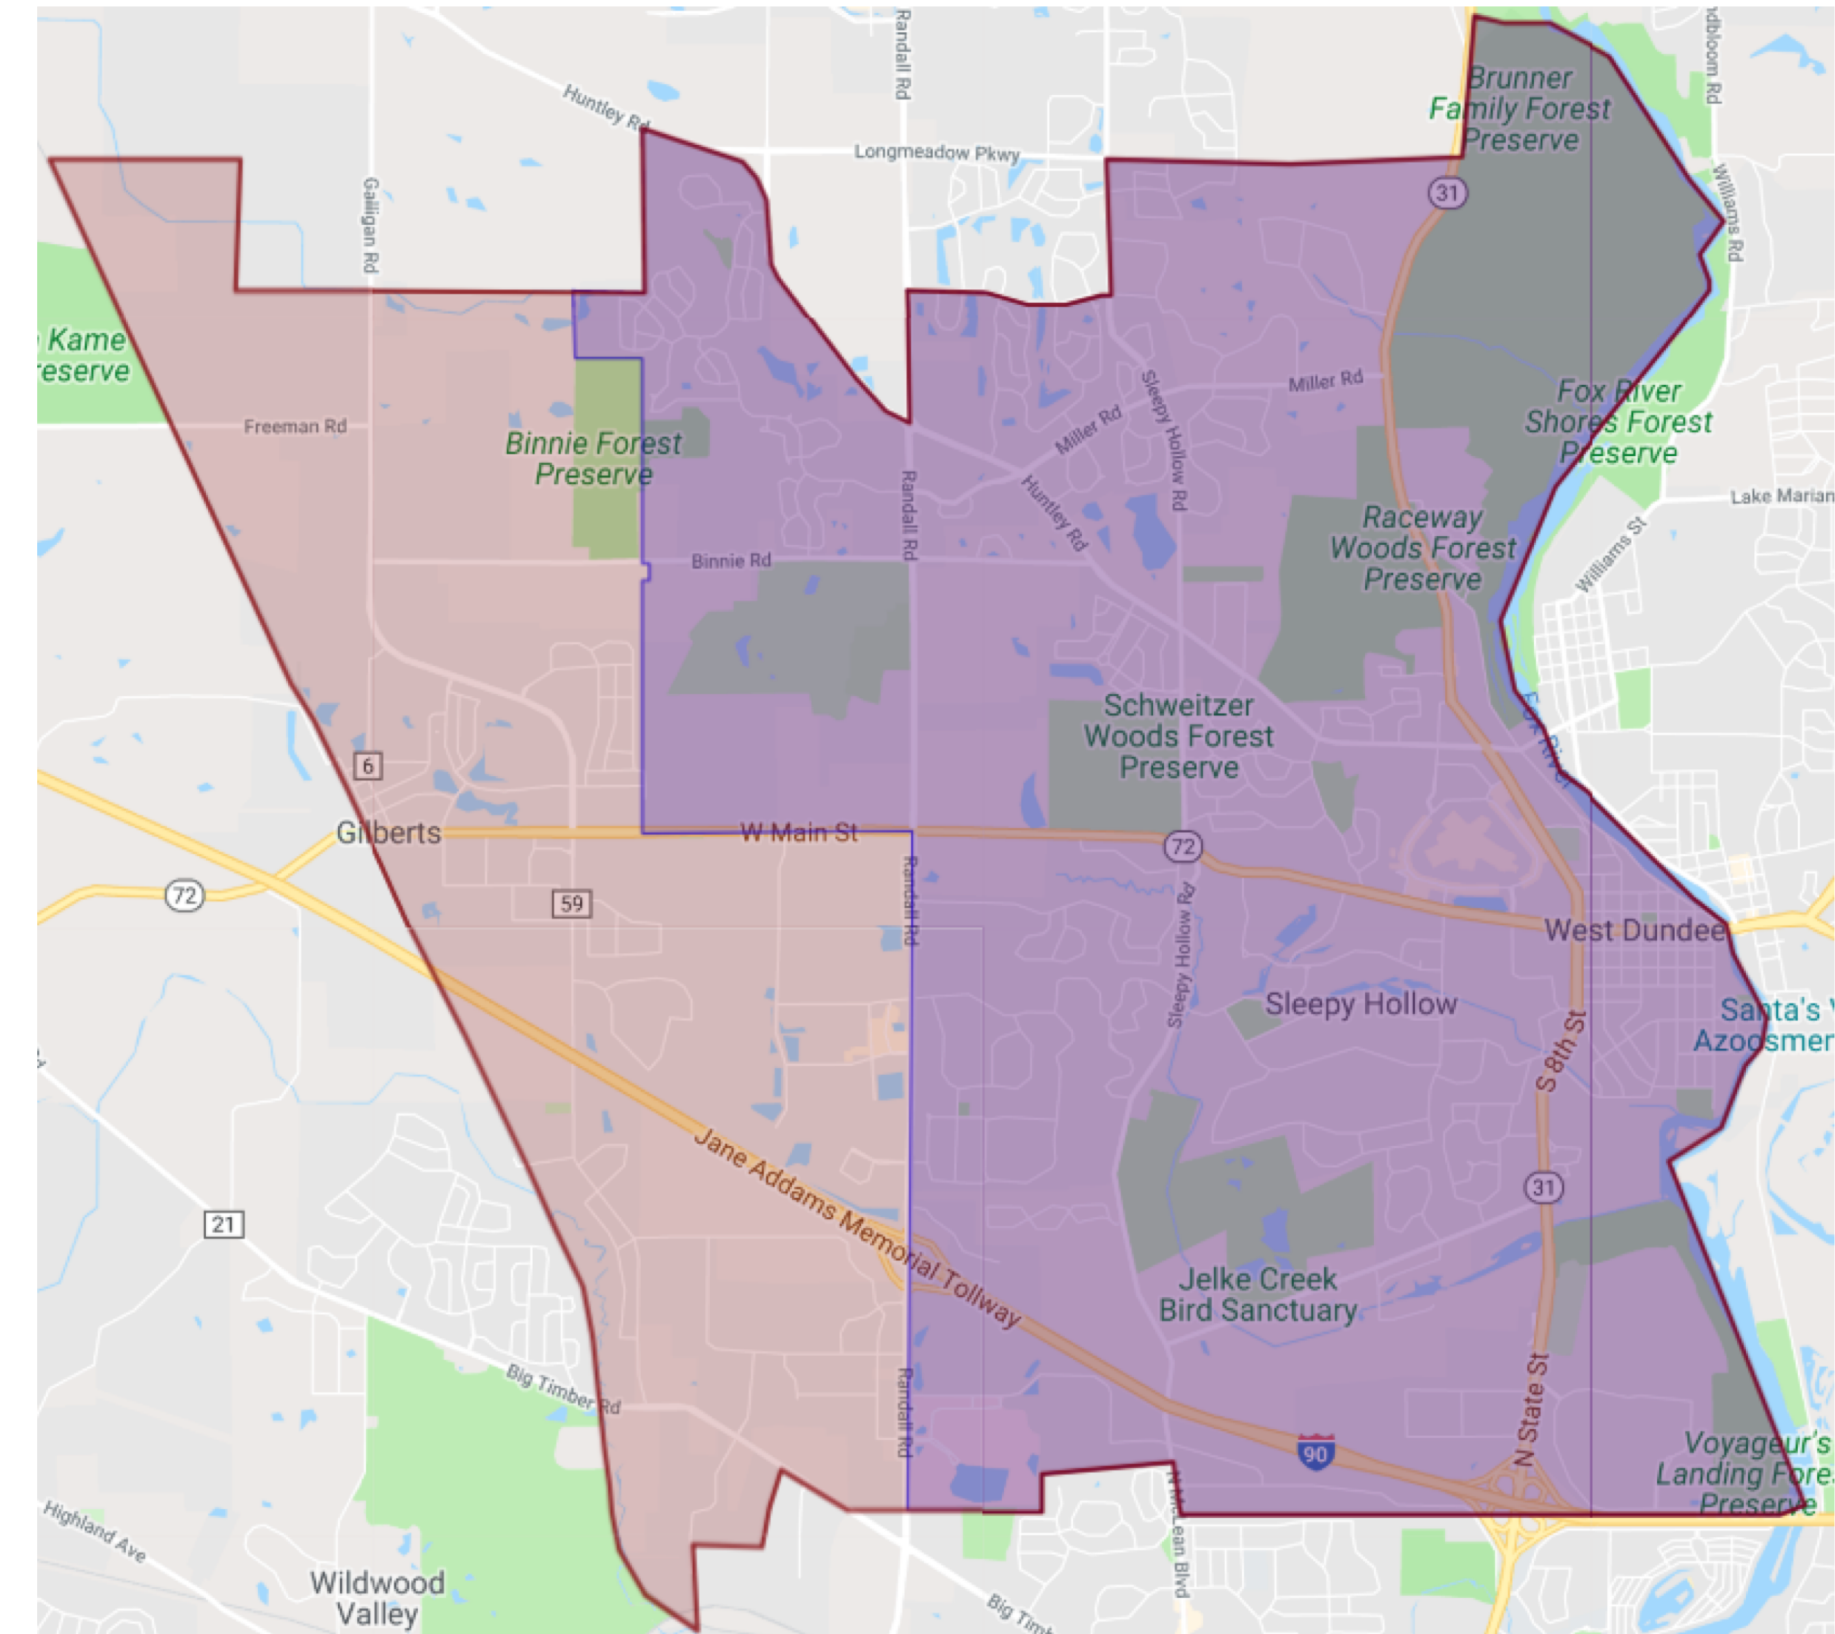 Randall Rd
ndbloom Rd
Huntley Rd
Brunner
Family Forest
Preserve
Longmeadow Pkwy
Galligan Rd
31
Williams Rd
Kame
reserve
Freeman Rd
Binnie Forest
Preserve
Miller Rd
Miller Rd
Sleepy Hollow Rd
Fox River
Shores Forest
Preserve
Huntley Rd
Randall Rd
Lake Marian
Raceway
Woods Forest
Preserve
Williams St
Binnie Rd
Schweitzer
Woods Forest
Preserve
Fox River
6
Gilberts
W Main St
72
72
59
Randall Rd
Sleepy Hollow Rd
West Dundee
Sleepy Hollow
Santa's V
Azoosmen
S 8th St
Jane Addams Memorial Tollway
31
21
Jelke Creek
Bird Sanctuary
Big Timber Rd
Randall Rd
N State St
90
Voyageur's
Landing Fore
Preserve
N McLean Blvd
Highland Ave
Wildwood
Valley
Big Timb